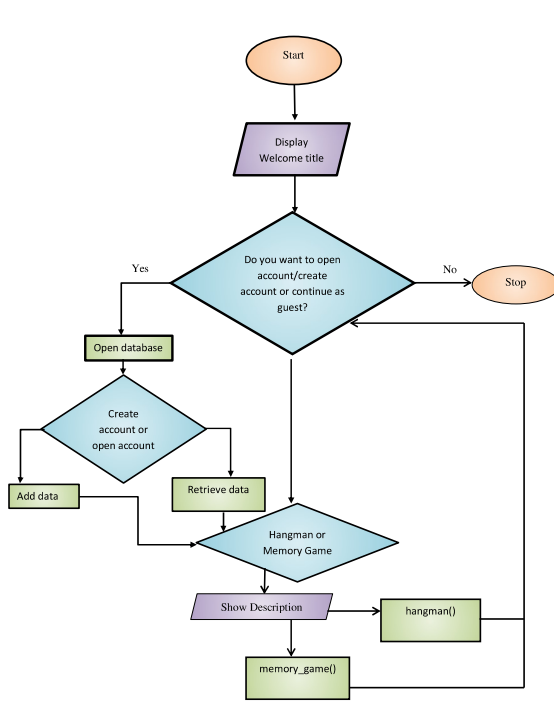 Start
Display
Welcome title
Do you want to open
account/create
account or continue as
guest?
Yes
No
Stop
Open database
Create
account or
open account
Add data
Retrieve data
Hangman or
Memory Game
Show Description
hangman()
memory_game()